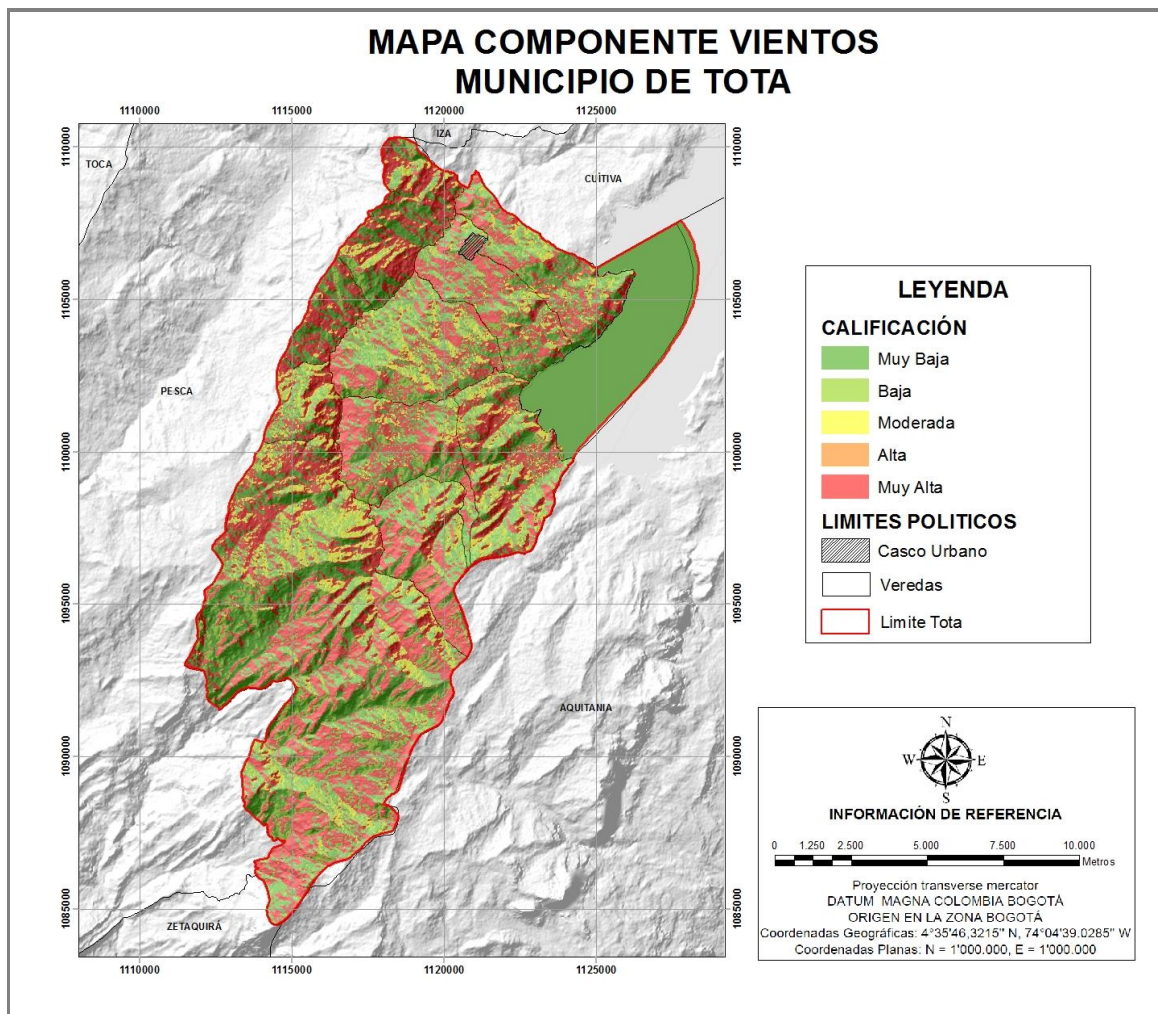 MAPA COMPONENTE VIENTOS
MUNICIPIO DE TOTA
1110000 1115000 1120000 1125000
IZA
TOCA
CUÍTIVA
1110000 1110000
1105000 1105000
PESCA
1100000 1100000
1095000 1095000
AQUITANIA
1090000 1090000
1085000 1085000
ZETAQUIRÁ
1110000 1115000 1120000 1125000
LEYENDA
CALIFICACIÓN
Muy Baja
Baja
Moderada
Alta
Muy Alta
LIMITES POLITICOS
Casco Urbano
Veredas
Limite Tota
N
W E
S
INFORMACIÓN DE REFERENCIA
0 1.250 2.500 5.000 7.500 10.000
Metros
Proyección transverse mercator
DATUM MAGNA COLOMBIA BOGOTÁ
ORIGEN EN LA ZONA BOGOTÁ
Coordenadas Geográficas: 4°35'46,3215" N, 74°04'39.0285" W
Coordenadas Planas: N = 1'000.000, E = 1'000.000